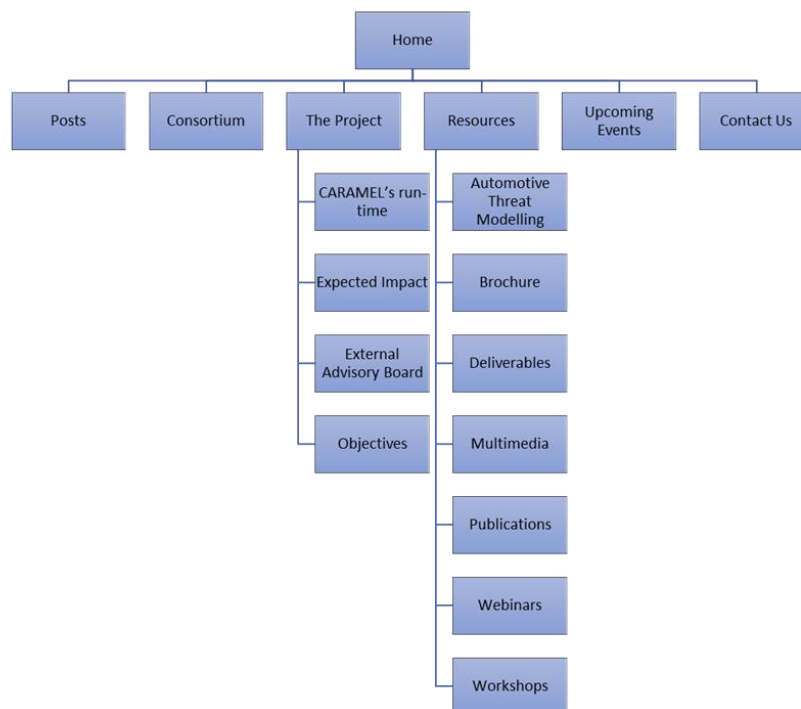 Home
Posts
Consortium
The Project
Resources
Upcoming
Events
Contact Us
CARAMEL's run-
time
Expected Impact
External
Advisory Board
Objectives
Automotive
Threat
Modelling
Brochure
Deliverables
Multimedia
Publications
Webinars
Workshops